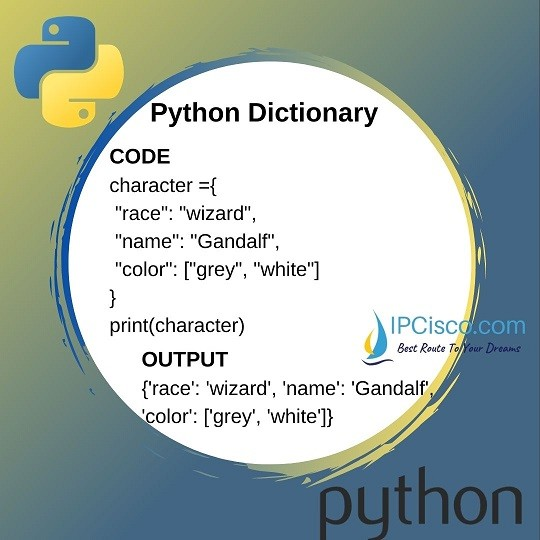 Python Dictionary
CODE
character ={
"race": "wizard",
"name": "Gandalf",
"color": ["grey", "white"]
}
print(character)
IPCisco.com
Best Route To Your Dreams
OUTPUT
{'race': 'wizard', 'name': 'Gandalf',
'color': ['grey', 'white']}
python